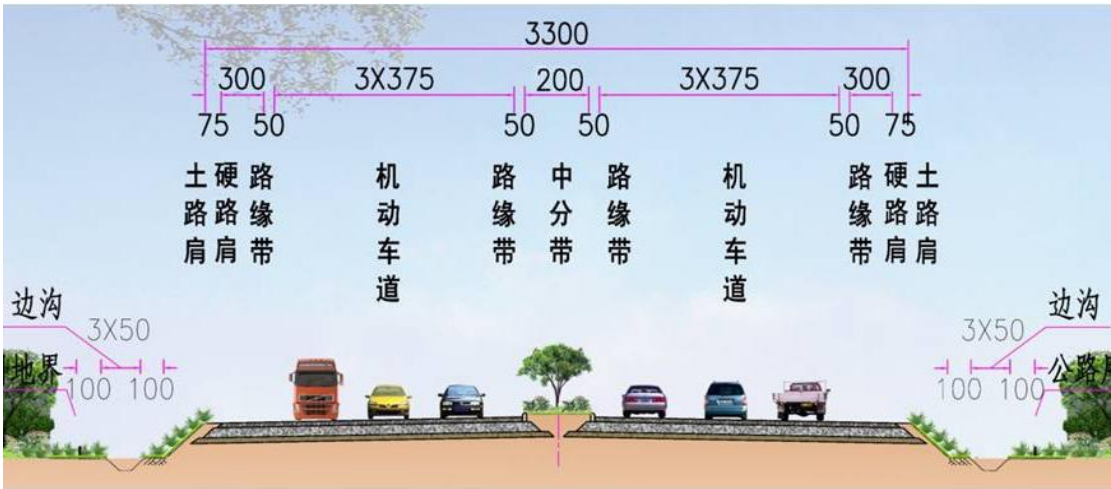 3300
300 3X375 200 3X375 300
75 50 50 50 50 75
土路肩 硬路肩 路缘带 机动车道 路缘带 中分带 路缘带 机动车道 路缘带 硬路肩 土路肩
边沟 边沟
3X50 3X50
地界 100 100 100 100 公路